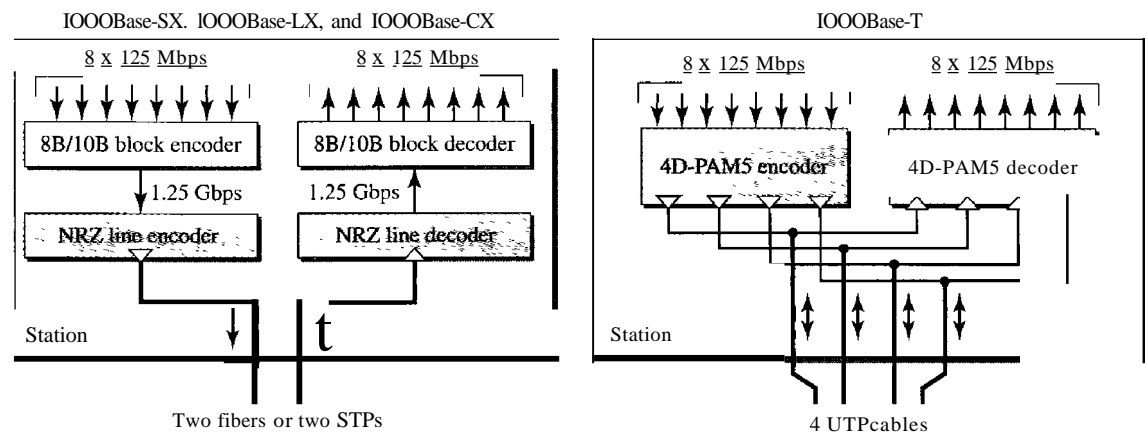 IOOOBase-SX. lOOOBase-LX, and IOOOBase-CX
8 x 125 Mbps
8 x 125 Mbps
8B/10B block encoder
8B/10B block decoder
1.25 Gbps
1.25 Gbps
NRZ line encoder
NRZ line decoder
t
Station
Two fibers or two STPs
IOOOBase-T
8 x 125 Mbps
8 x 125 Mbps
4D-PAM5 encoder
4D-PAM5 decoder
Station
4 UTPcables